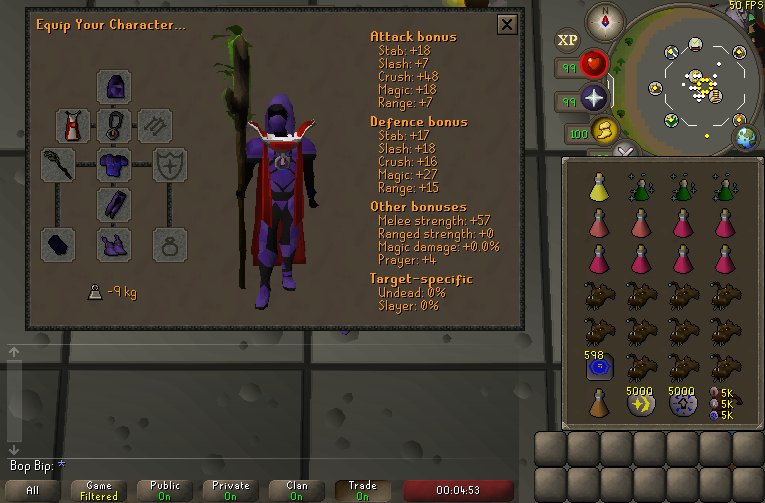 Equip Your Character...
50 FPS
XP
N
99
99
100
Attack bonus
Stab: +18
Slash: +7
Crush: +48
Magic: +18
Range: +7
Defence bonus
Stab: +17
Slash: +18
Crush: +16
Magic: +27
Range: +15
Other bonuses
Melee strength: +57
Ranged strength: +0
Magic damage: +0.0%
Prayer: +4
Target-specific
Undead: 0%
Slayer: 0%
-9 kg
598
5000
5000
5K
5K
5K
Bop Bip: *
All
Game
Filtered
Public
On
Private
On
Clan
On
Trade
On
00:04:53